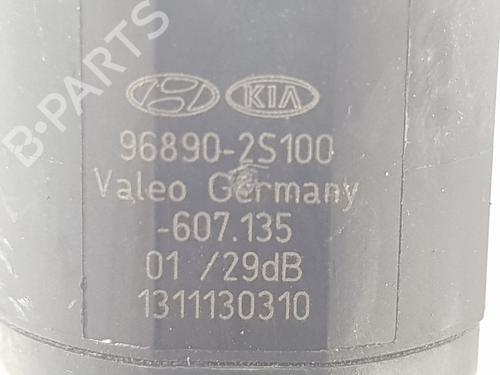 B-PARTS
KIA
96890-2S100
Valeo Germany
-607.135
01 /29dB
1311130310